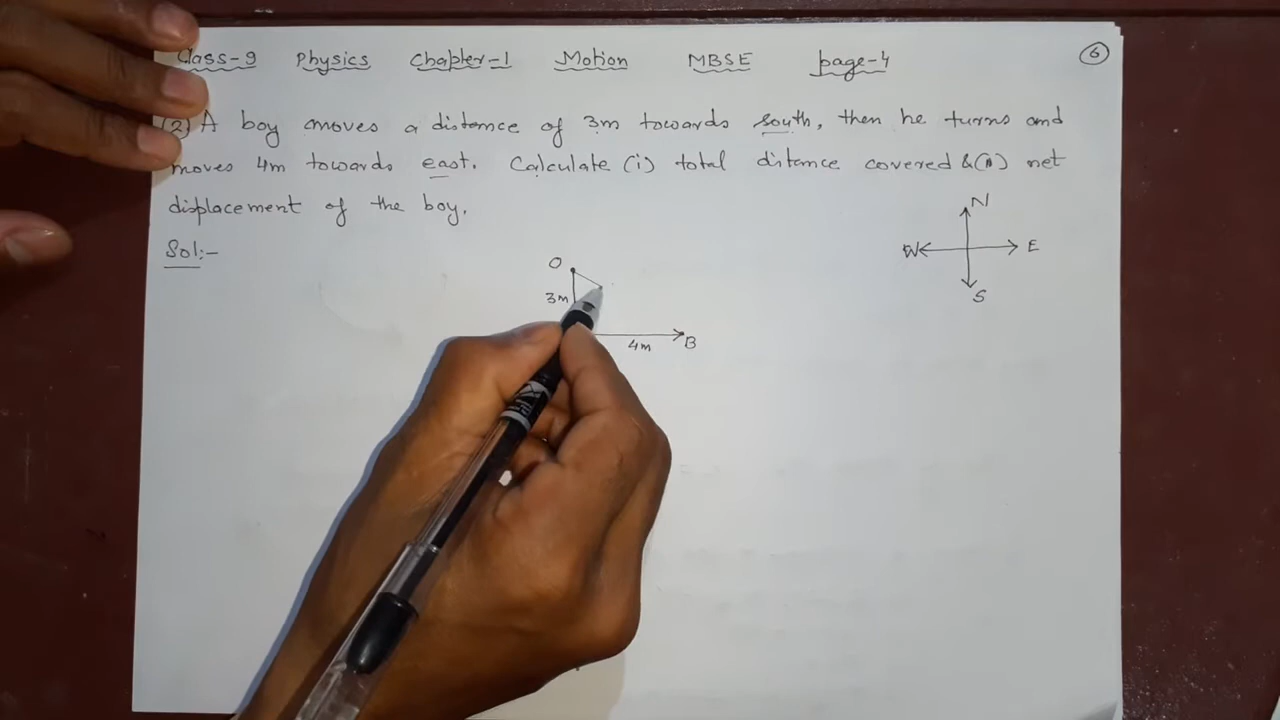 Class-9 Physics Chapter-1 Motion MBSE page-4
6
(2) A boy moves a distance of 3m towards south, then he turns and
moves 4m towards east. Calculate (i) total distance covered & (ii) net
displacement of the boy.
Sol:-
N
W E
S
O
3m
4m B